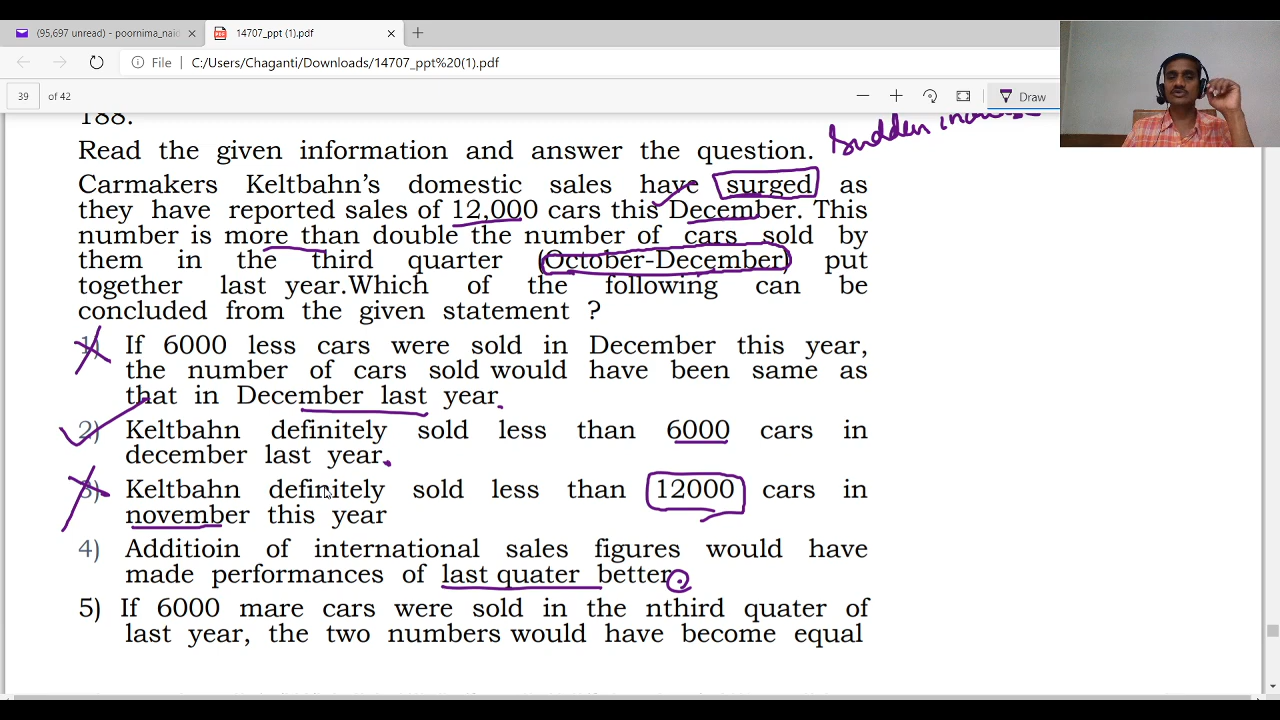 (95,697 unread) - poornima_naid
14707_ppt (1).pdf
File C:/Users/Chaganti/Downloads/14707_ppt%20(1).pdf
39 of 42
Draw
188.
sudden
Read the given information and answer the question.
Carmakers Keltbahn's domestic sales have surged as
they have reported sales of 12,000 cars this December. This
number is more than double the number of cars sold by
them in the third quarter (October-December) put
together last year.Which of the following can be
concluded from the given statement ?
1) If 6000 less cars were sold in December this year,
the number of cars sold would have been same as
that in December last year.
2) Keltbahn definitely sold less than 6000 cars in
december last year.
3) Keltbahn definitely sold less than 12000 cars in
november this year
4) Additioin of international sales figures would have
made performances of last quater better.
5) If 6000 mare cars were sold in the nthird quater of
last year, the two numbers would have become equal